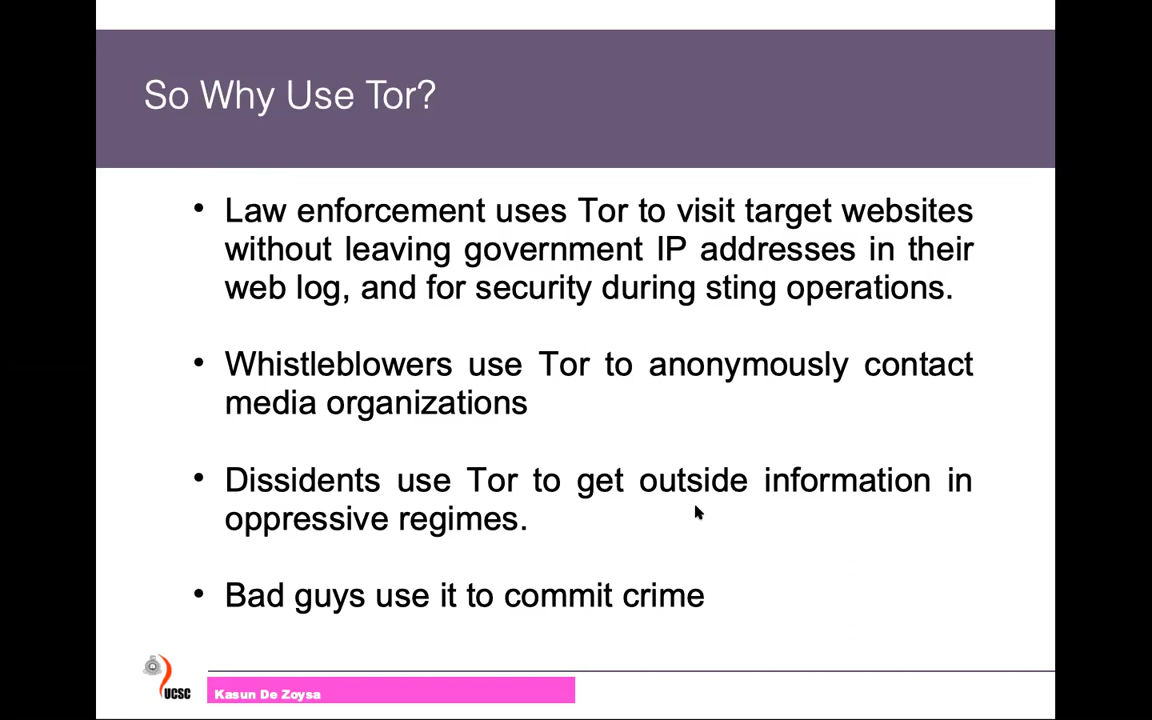 So Why Use Tor?
• Law enforcement uses Tor to visit target websites
without leaving government IP addresses in their
web log, and for security during sting operations.
• Whistleblowers use Tor to anonymously contact
media organizations
• Dissidents use Tor to get outside information in
oppressive regimes.
• Bad guys use it to commit crime
UCSC
Kasun De Zoysa